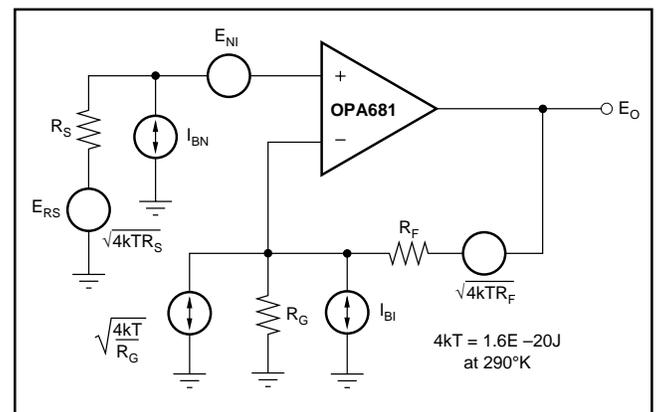 E_NI
+
OPA681
E_O
R_S
I_BN
−
E_RS
√4kTR_S
R_F
√4kTR_F
√4kT/R_G
R_G
I_BI
4kT = 1.6E –20J
at 290°K